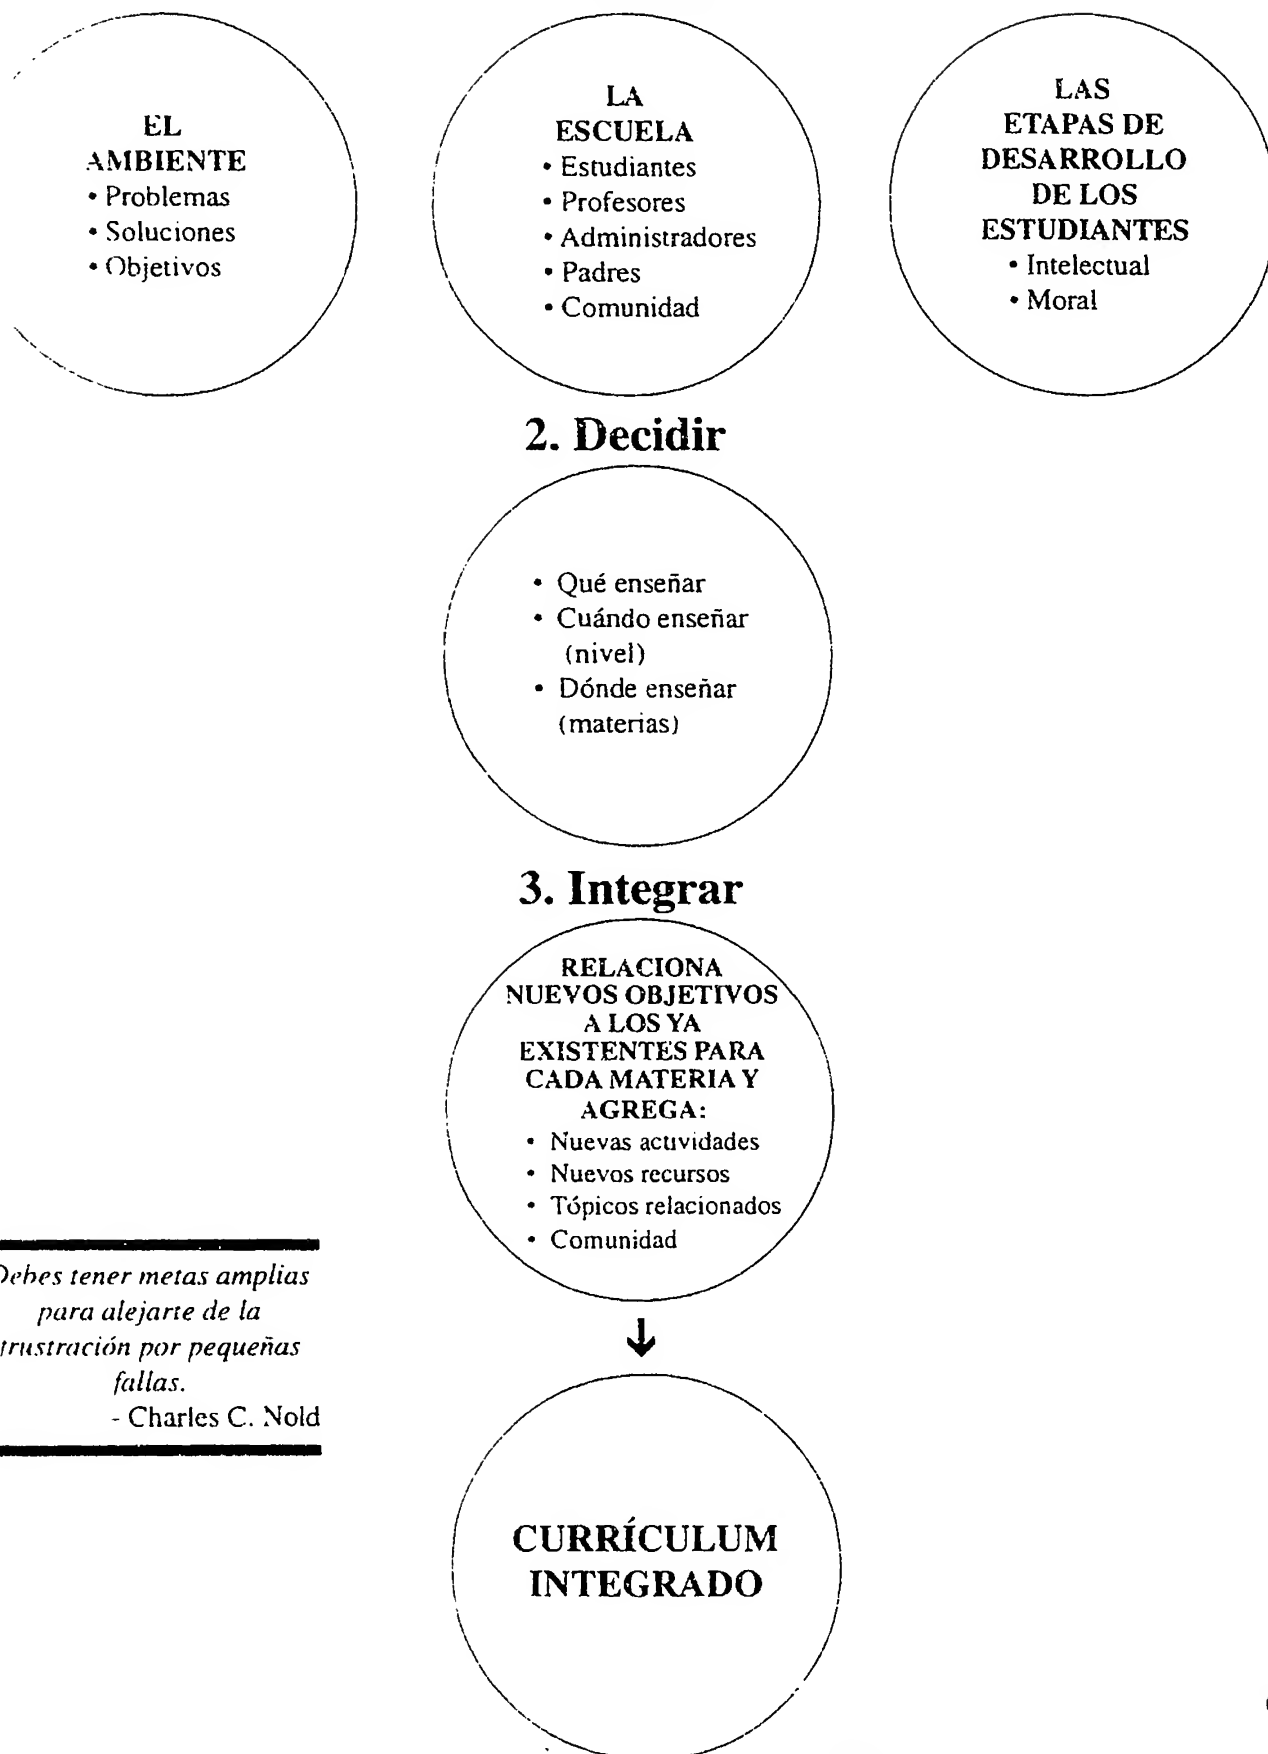 EL
AMBIENTE
• Problemas
• Soluciones
• Objetivos
LA
ESCUELA
• Estudiantes
• Profesores
• Administradores
• Padres
• Comunidad
LAS
ETAPAS DE
DESARROLLO
DE LOS
ESTUDIANTES
• Intelectual
• Moral
2. Decidir
• Qué enseñar
• Cuándo enseñar
(nivel)
• Dónde enseñar
(materias)
3. Integrar
RELACIONA
NUEVOS OBJETIVOS
A LOS YA
EXISTENTES PARA
CADA MATERIA Y
AGREGA:
• Nuevas actividades
• Nuevos recursos
• Tópicos relacionados
• Comunidad
Debes tener metas amplias
para alejarte de la
frustración por pequeñas
fallas.
- Charles C. Nold
CURRÍCULUM
INTEGRADO